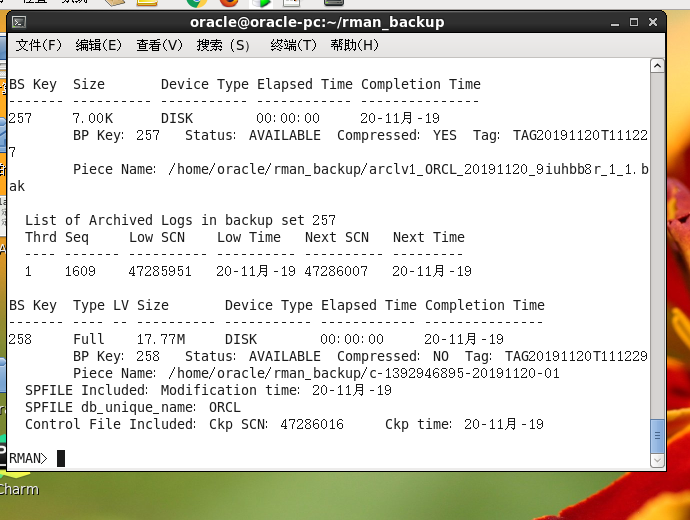 oracle@oracle-pc:~/rman_backup
文件(F) 编辑(E) 查看(V) 搜索 (S) 终端(T) 帮助(H)
BS Key  Size       Device Type Elapsed Time Completion Time
------- ---------- ----------- ------------ ---------------
257     7.00K      DISK        00:00:00     20-11月-19
        BP Key: 257   Status: AVAILABLE  Compressed: YES  Tag: TAG20191120T11122
7
        Piece Name: /home/oracle/rman_backup/arclv1_ORCL_20191120_9iuhbb8r_1_1.b
ak
  List of Archived Logs in backup set 257
  Thrd Seq     Low SCN    Low Time   Next SCN   Next Time
  ---- ------- ---------- ---------- ---------- ---------
  1    1609    47285951   20-11月-19 47286007   20-11月-19
BS Key  Type LV Size       Device Type Elapsed Time Completion Time
------- ---- -- ---------- ----------- ------------ ---------------
258     Full    17.77M     DISK        00:00:00     20-11月-19
        BP Key: 258   Status: AVAILABLE  Compressed: NO  Tag: TAG20191120T111229
        Piece Name: /home/oracle/rman_backup/c-1392946895-20191120-01
  SPFILE Included: Modification time: 20-11月-19
  SPFILE db_unique_name: ORCL
  Control File Included: Ckp SCN: 47286016     Ckp time: 20-11月-19
RMAN>
Charm